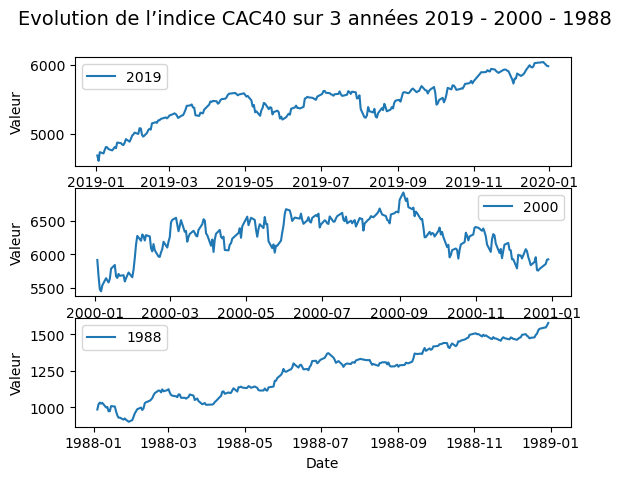 Evolution de l’indice CAC40 sur 3 années 2019 - 2000 - 1988
6000
2019
Valeur
5000
2019-01 2019-03 2019-05 2019-07 2019-09 2019-11 2020-01
2000
6500
Valeur
6000
5500
2000-01 2000-03 2000-05 2000-07 2000-09 2000-11 2001-01
1500
1988
Valeur
1250
1000
1988-01 1988-03 1988-05 1988-07 1988-09 1988-11 1989-01
Date